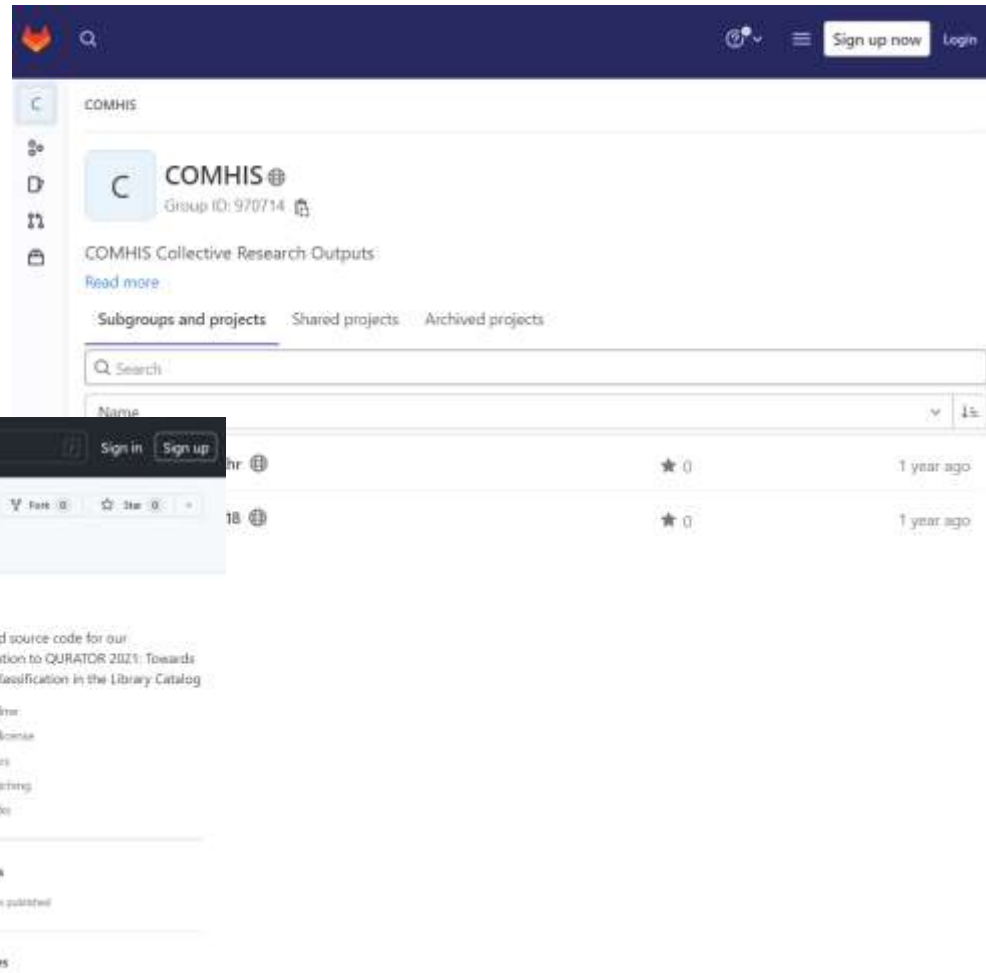 Sign up now Login
C COMHIS
C COMHIS
Group ID: 970714
COMHIS Collective Research Outputs
Read more
Subgroups and projects Shared projects Archived projects
Search
Name
hr 0 1 year ago
18 0 1 year ago
Sign in Sign up
Fork 0 Star 0
d source code for our
tion to QURATOR 2021: Towards
lassification in the Library Catalog
license
published